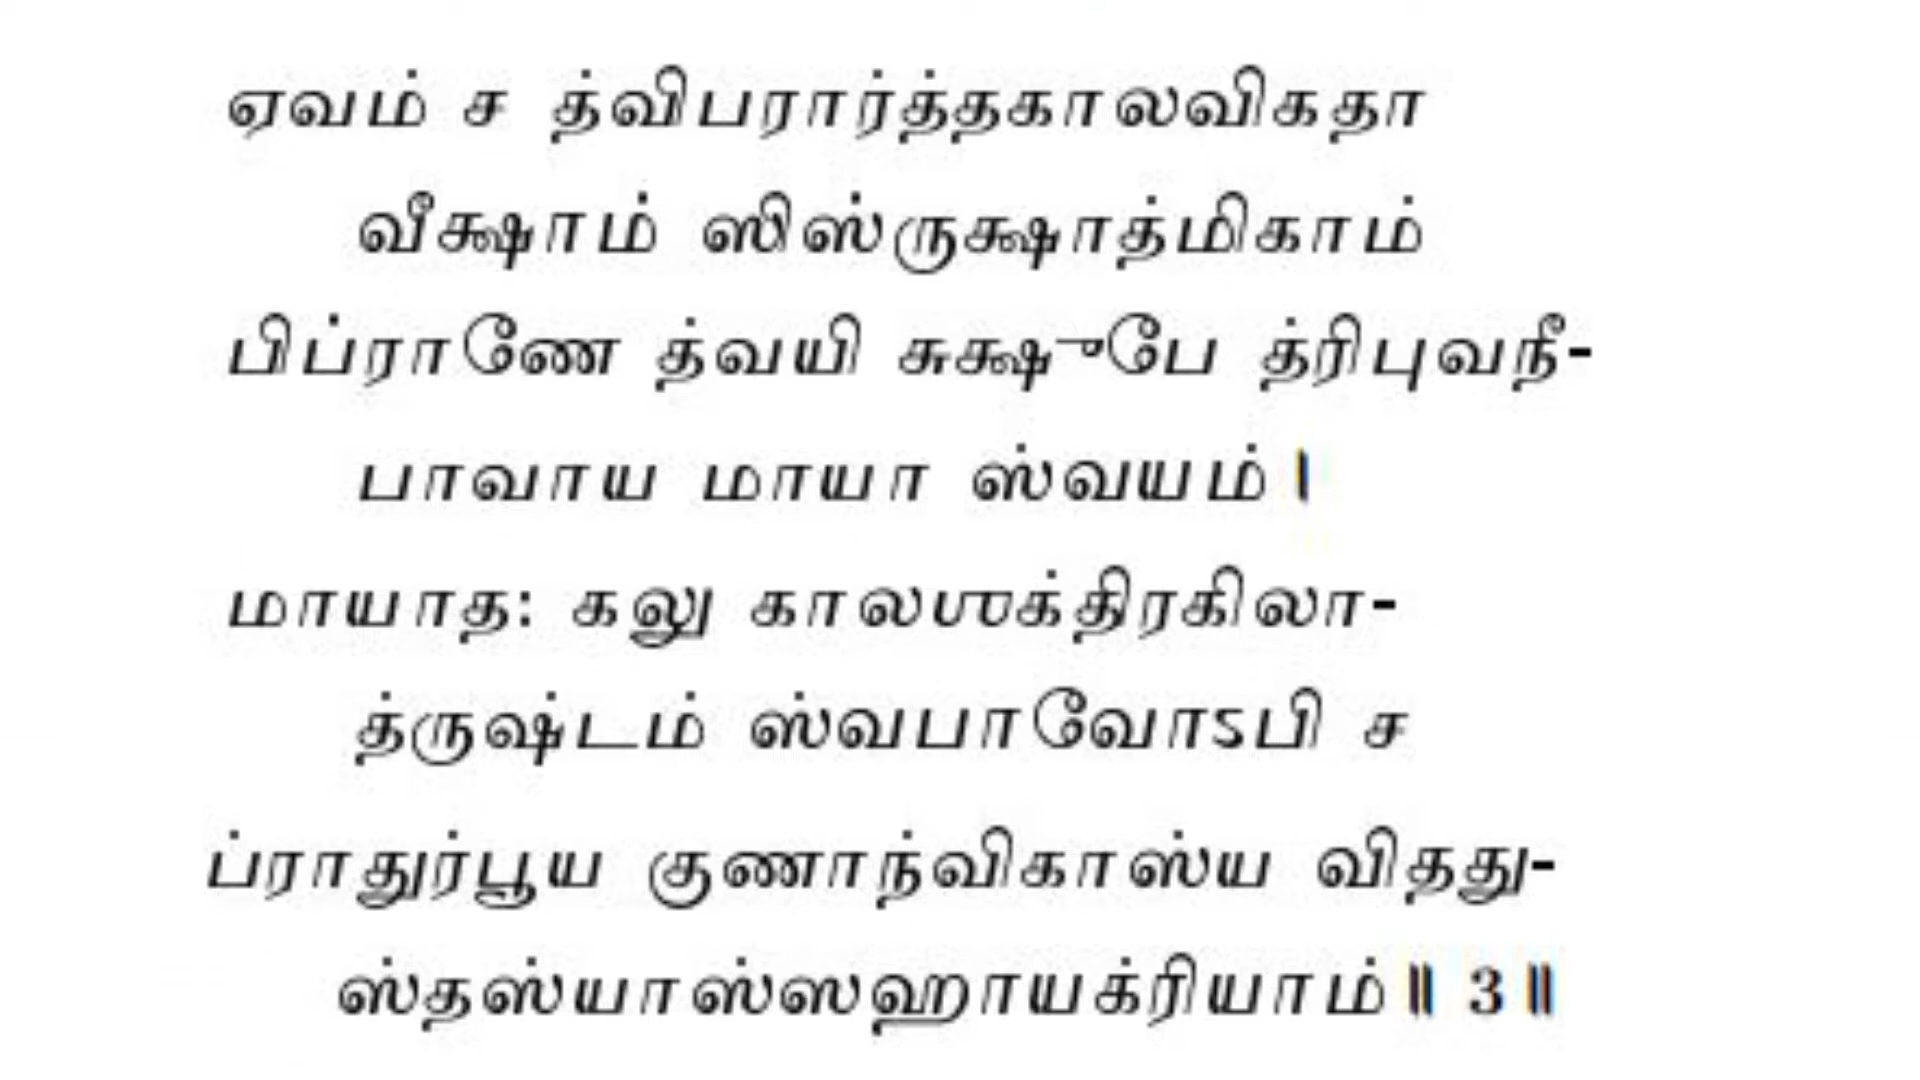 ஏவம் ச த்விபரார்த்தகாலவிகதா
வீக்ஷாம் ஸிஸ்ருக்ஷாத்மிகாம்
பிப்ராணே த்வயி சுக்ஷுபே த்ரிபுவநீ-
பாவாய மாயா ஸ்வயம் ।
மாயாத: கலு காலஶக்திரகிலா-
த்ருஷ்டம் ஸ்வபாவோऽபி ச
ப்ராதுர்பூய குணாந்விகாஸ்ய விதது-
ஸ்தஸ்யாஸ்ஸஹாயக்ரியாம் ॥ 3 ॥